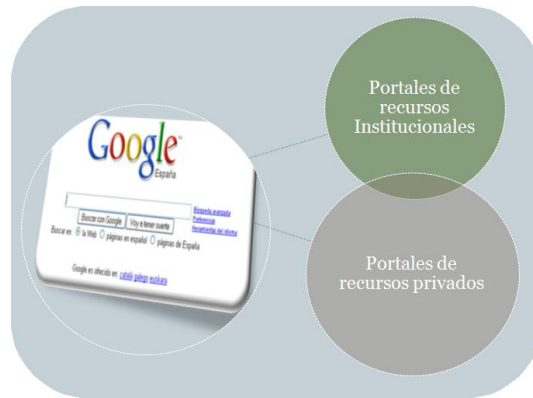 Google
España
Búsqueda avanzada
Preferencias
Herramientas del idioma
Buscar con Google Voy a tener suerte
Buscar en: la Web páginas en español páginas de España
Google es ofrecido en: català galego euskara
Portales de
recursos
Institucionales
Portales de
recursos privados